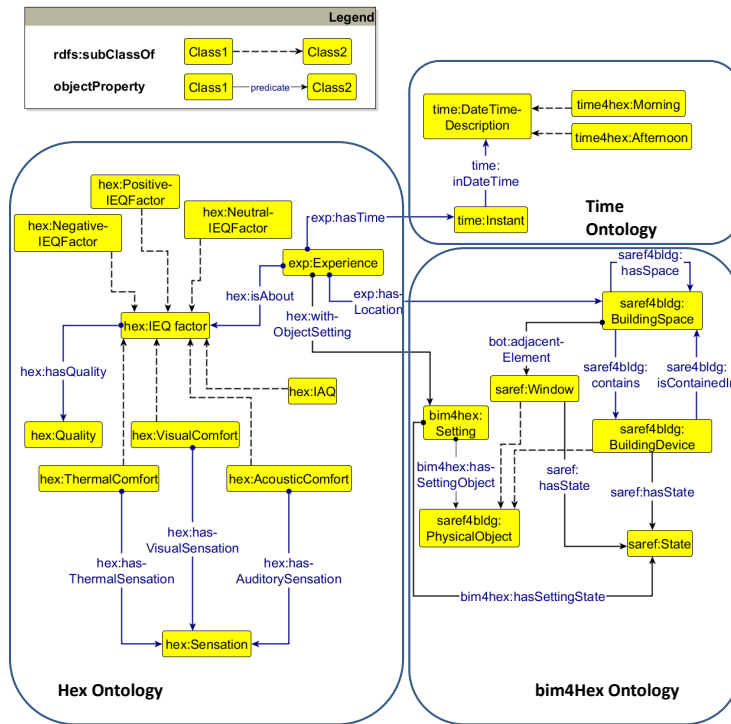 Legend
rdfs:subClassOf
Class1
Class2
objectProperty
Class1
predicate
Class2
time:DateTime-
Description
time4hex:Morning
time4hex:Afternoon
time:
inDateTime
time:Instant
Time
Ontology
hex:Positive-
IEQFactor
hex:Negative-
IEQFactor
hex:Neutral-
IEQFactor
exp:hasTime
exp:Experience
hex:isAbout
exp:has-
Location
hex:with-
ObjectSetting
hex:IEQ factor
hex:hasQuality
hex:IAQ
hex:Quality
hex:VisualComfort
hex:ThermalComfort
hex:AcousticComfort
hex:has-
VisualSensation
hex:has-
ThermalSensation
hex:has-
AuditorySensation
hex:Sensation
Hex Ontology
saref4bldg:
hasSpace
saref4bldg:
BuildingSpace
bot:adjacent-
Element
saref4bldg:
contains
sare4bldg:
isContainedIn
saref:Window
bim4hex:
Setting
saref4bldg:
BuildingDevice
bim4hex:has-
SettingObject
saref:
hasState
saref:hasState
saref4bldg:
PhysicalObject
saref:State
bim4hex:hasSettingState
bim4Hex Ontology